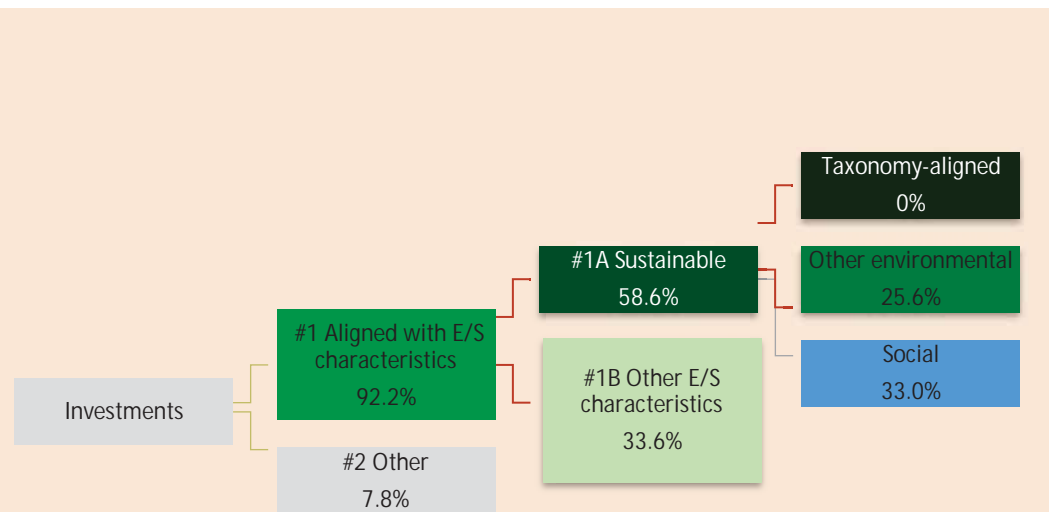 Investments
#1 Aligned with E/S
characteristics
92.2%
#2 Other
7.8%
#1A Sustainable
58.6%
#1B Other E/S
characteristics
33.6%
Taxonomy-aligned
0%
Other environmental
25.6%
Social
33.0%